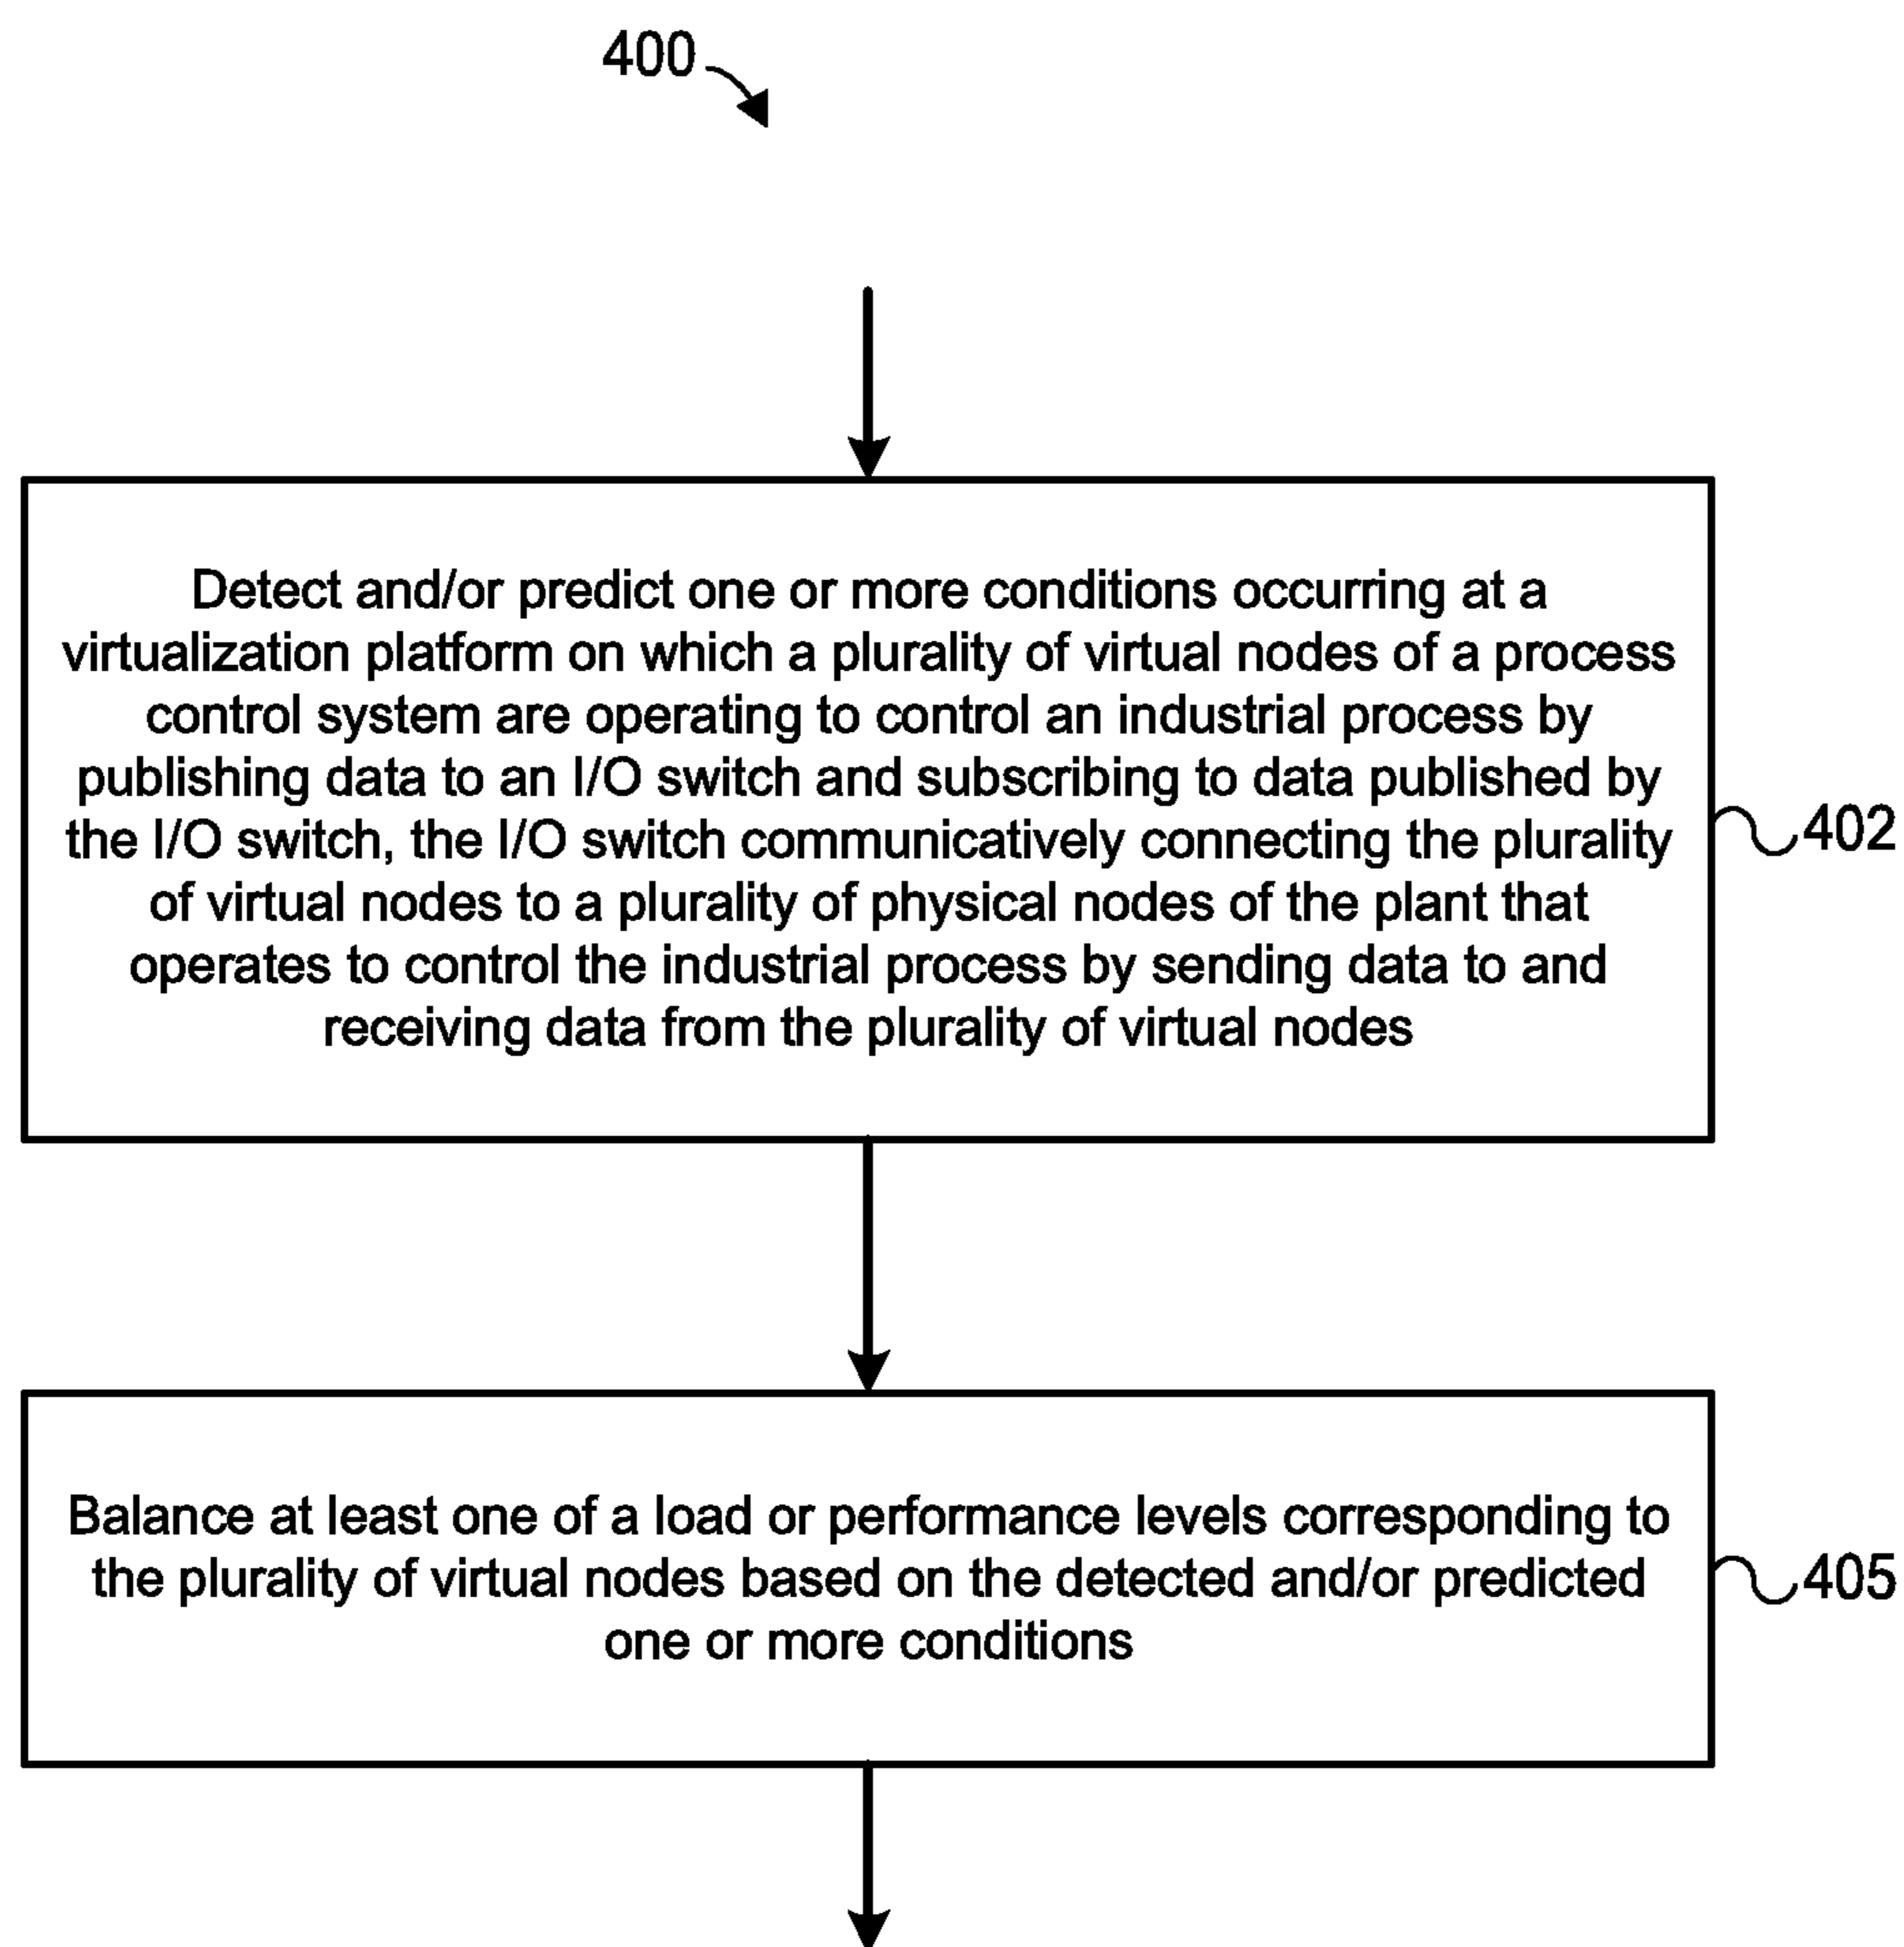 400
Detect and/or predict one or more conditions occurring at a
virtualization platform on which a plurality of virtual nodes of a process
control system are operating to control an industrial process by
publishing data to an I/O switch and subscribing to data published by
the I/O switch, the I/O switch communicatively connecting the plurality
of virtual nodes to a plurality of physical nodes of the plant that
operates to control the industrial process by sending data to and
receiving data from the plurality of virtual nodes
402
Balance at least one of a load or performance levels corresponding to
the plurality of virtual nodes based on the detected and/or predicted
one or more conditions
405